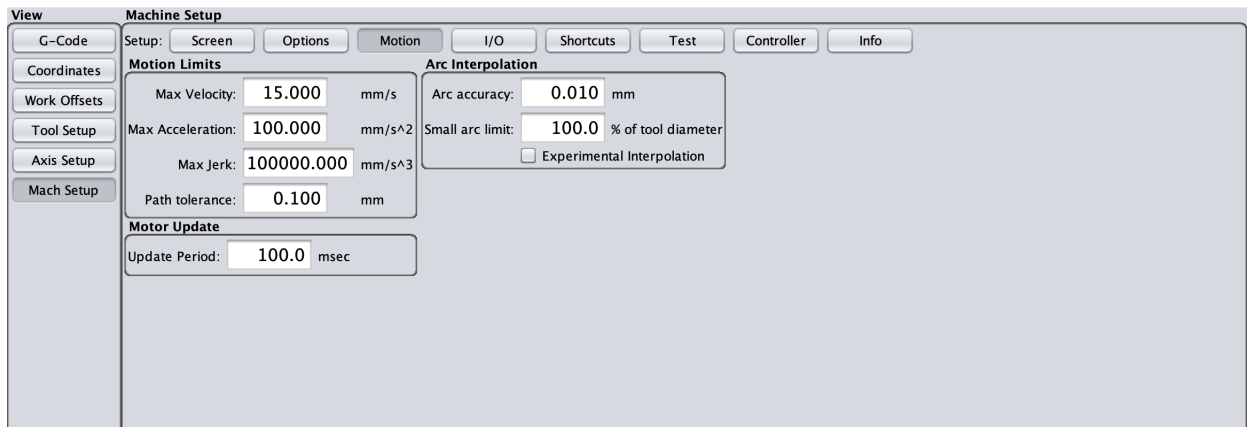 View
G-Code
Coordinates
Work Offsets
Tool Setup
Axis Setup
Mach Setup
Machine Setup
Setup: Screen Options Motion I/O Shortcuts Test Controller Info
Motion Limits
Max Velocity: 15.000 mm/s
Max Acceleration: 100.000 mm/s^2
Max Jerk: 100000.000 mm/s^3
Path tolerance: 0.100 mm
Motor Update
Update Period: 100.0 msec
Arc Interpolation
Arc accuracy: 0.010 mm
Small arc limit: 100.0 % of tool diameter
Experimental Interpolation